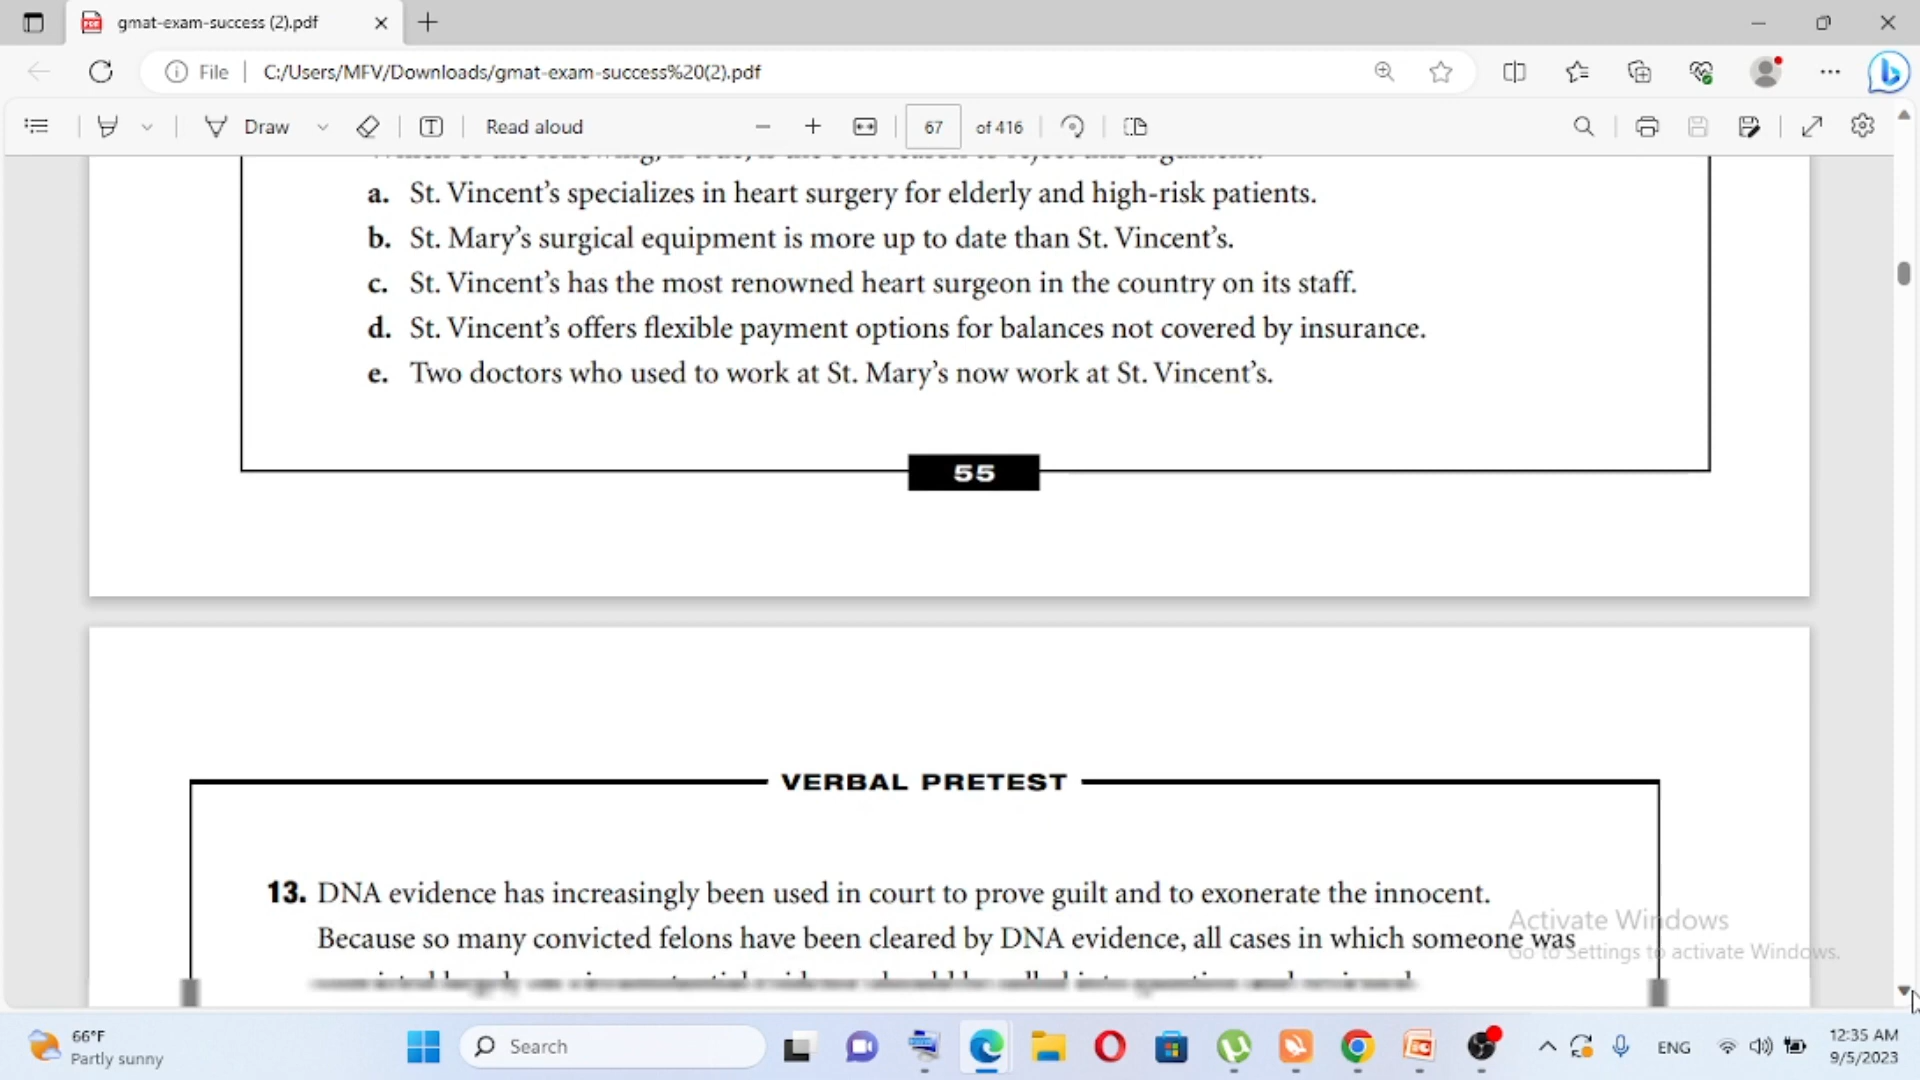 gmat-exam-success (2).pdf
File
C:/Users/MFV/Downloads/gmat-exam-success%20(2).pdf
Draw
Read aloud
67
of 416
a. St. Vincent's specializes in heart surgery for elderly and high-risk patients.
b. St. Mary's surgical equipment is more up to date than St. Vincent's.
c. St. Vincent's has the most renowned heart surgeon in the country on its staff.
d. St. Vincent's offers flexible payment options for balances not covered by insurance.
e. Two doctors who used to work at St. Mary's now work at St. Vincent's.
55
VERBAL PRETEST
13. DNA evidence has increasingly been used in court to prove guilt and to exonerate the innocent.
Because so many convicted felons have been cleared by DNA evidence, all cases in which someone was
Activate Windows
Go to Settings to activate Windows.
66°F
Partly sunny
Search
ENG
12:35 AM
9/5/2023